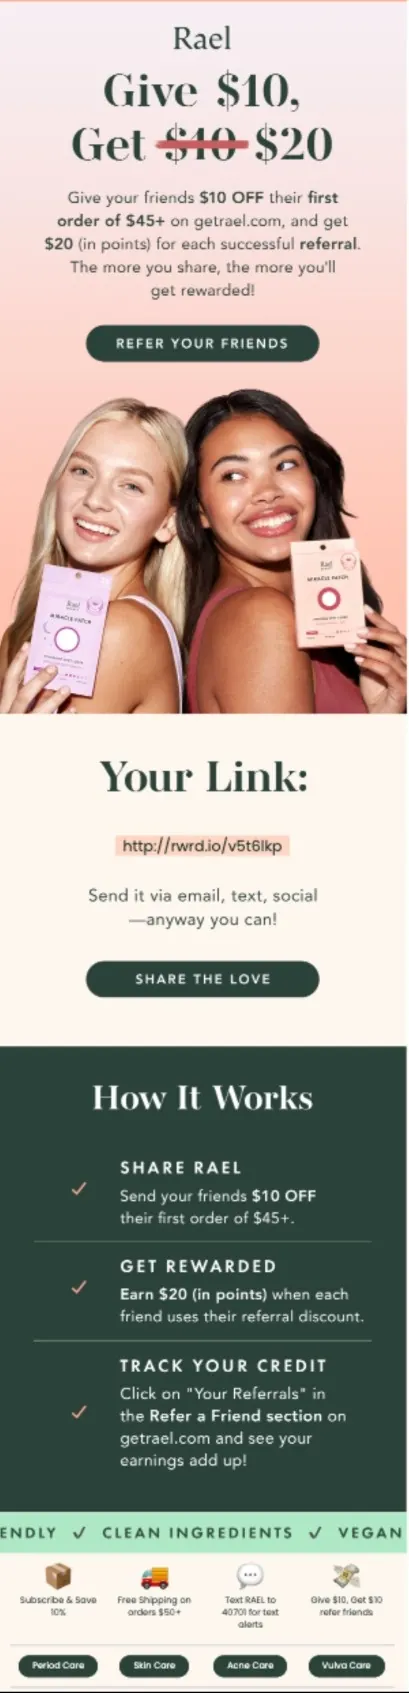 Rael
Give $10,
Get $10 $20
Give your friends $10 OFF their first
order of $45+ on getrael.com, and get
$20 (in points) for each successful referral.
The more you share, the more you'll
get rewarded!
REFER YOUR FRIENDS
Rael
MIRACLE PATCH
Rael
MIRACLE PATCH
Your Link:
http://rwrd.io/v5t6lkp
Send it via email, text, social
—anyway you can!
SHARE THE LOVE
How It Works
SHARE RAEL
Send your friends $10 OFF
their first order of $45+.
GET REWARDED
Earn $20 (in points) when each
friend uses their referral discount.
TRACK YOUR CREDIT
Click on "Your Referrals" in
the Refer a Friend section on
getrael.com and see your
earnings add up!
ENDLY ✓ CLEAN INGREDIENTS ✓ VEGAN
Subscribe & Save
10%
Free Shipping on
orders $50+
Text RAEL to
40701 for text
alerts
Give $10, Get $10
refer friends
Period Care Skin Care Acne Care Vulva Care